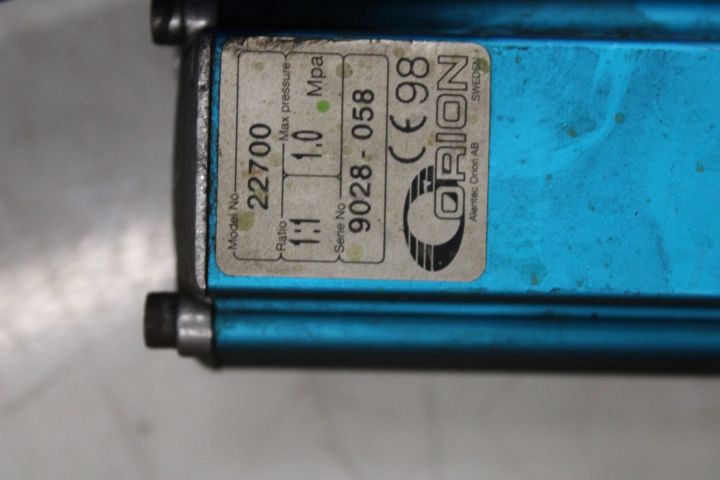 Model No
22700
Ratio
Max pressure
1:1
1.0 Mpa
Serie No
9028-058
CE 98
ORION
Alentec Orion AB
SWEDEN